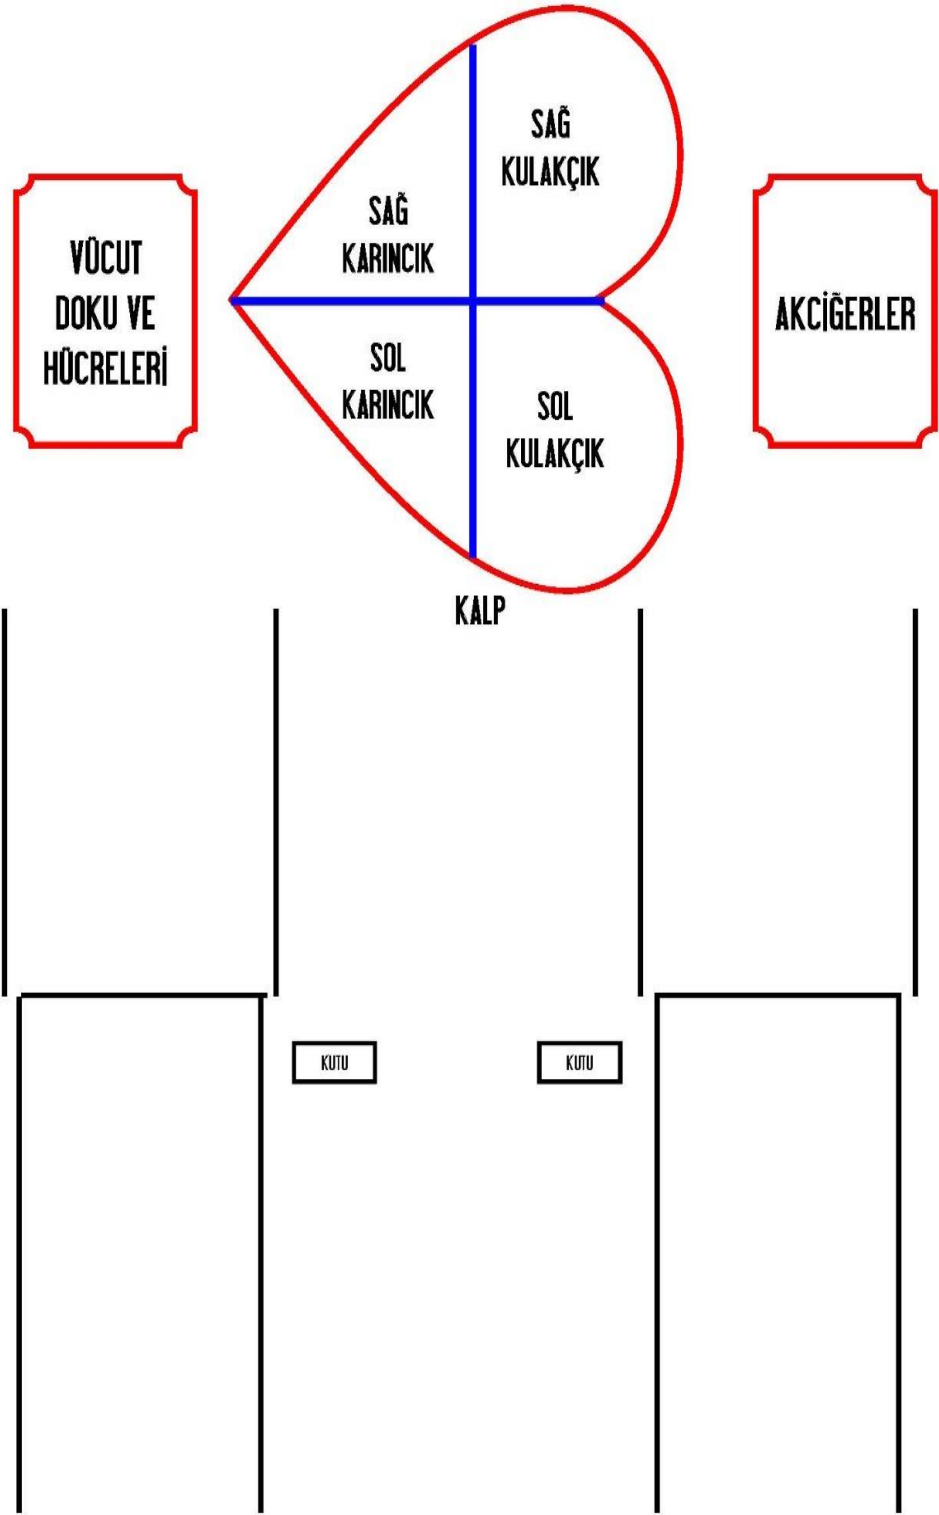 SAĞ
KULAKÇIK
SAĞ
KARINCIK
VÜCUT
DOKU VE
HÜCRELERİ
AKCİĞERLER
SOL
KARINCIK
SOL
KULAKÇIK
KALP
KUTU
KUTU